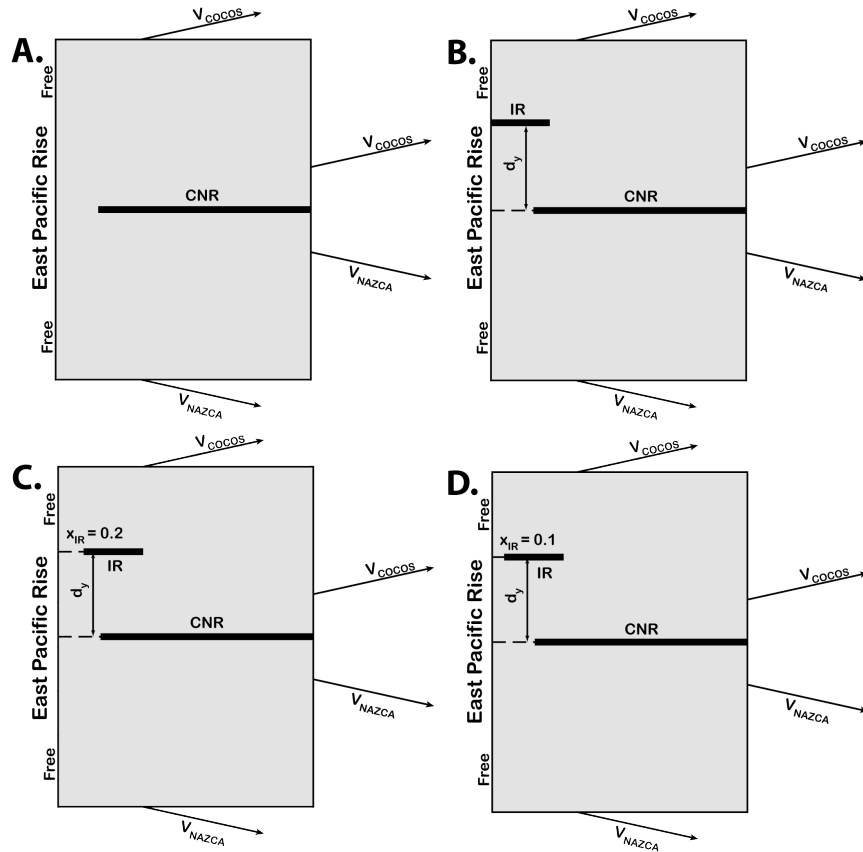 A.
V_COCOS
Free
East Pacific Rise
V_COCOS
CNR
V_NAZCA
Free
V_NAZCA
B.
V_COCOS
Free
IR
East Pacific Rise
V_COCOS
d_y
CNR
V_NAZCA
Free
V_NAZCA
C.
V_COCOS
Free
x_IR = 0.2
IR
East Pacific Rise
V_COCOS
d_y
CNR
V_NAZCA
Free
V_NAZCA
D.
V_COCOS
Free
x_IR = 0.1
IR
East Pacific Rise
V_COCOS
d_y
CNR
V_NAZCA
Free
V_NAZCA